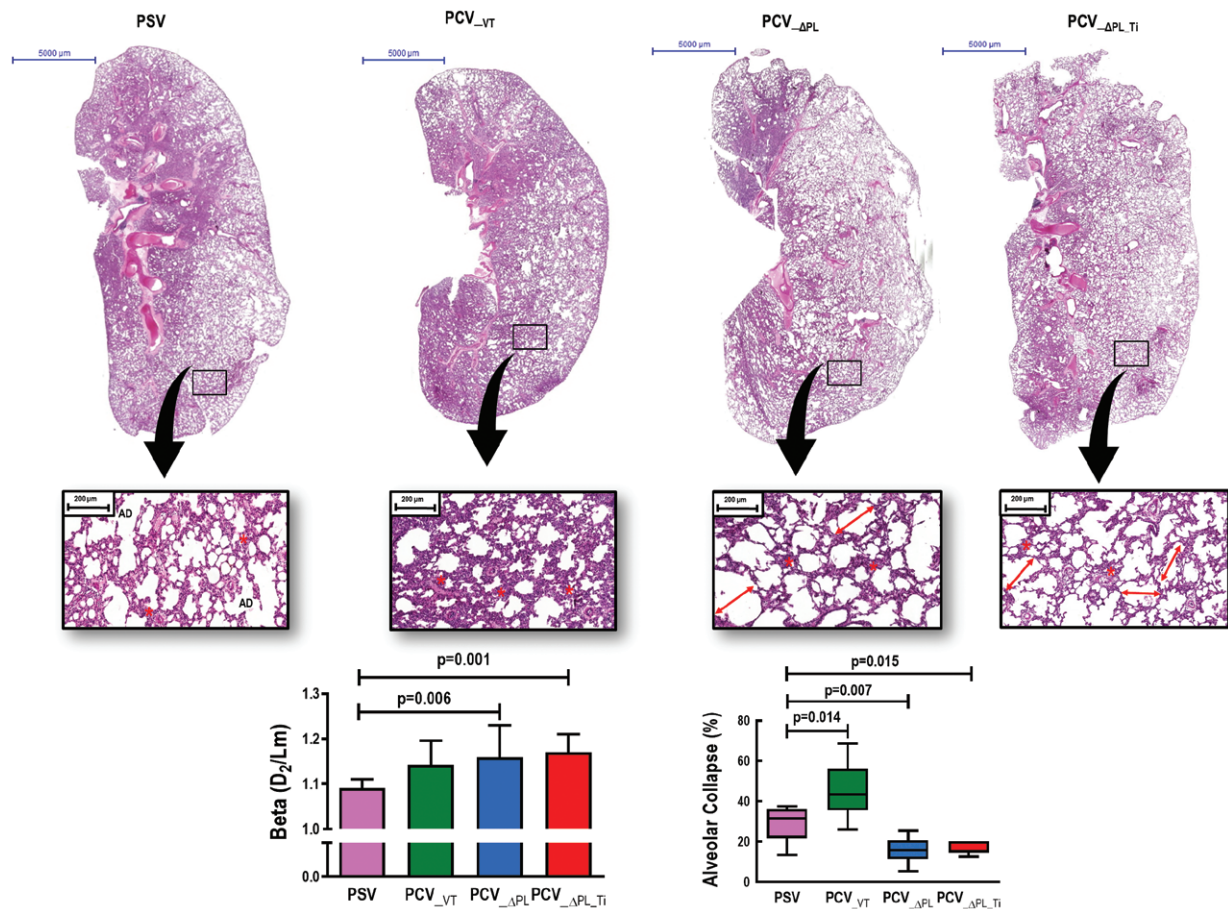 PSV
PCV_VT
PCV_ΔPL
PCV_ΔPL_Ti
5000 µm
5000 µm
5000 µm
5000 µm
200 µm
AD
*
*
AD
200 µm
*
*
*
200 µm
*
*
200 µm
*
*
p=0.001
p=0.006
1.3
1.2
1.1
1.0
0.0
Beta (D2/Lm)
PSV
PCV_VT
PCV_ΔPL
PCV_ΔPL_Ti
p=0.015
p=0.007
p=0.014
80
60
40
20
0
Alveolar Collapse (%)
PSV
PCV_VT
PCV_ΔPL
PCV_ΔPL_Ti